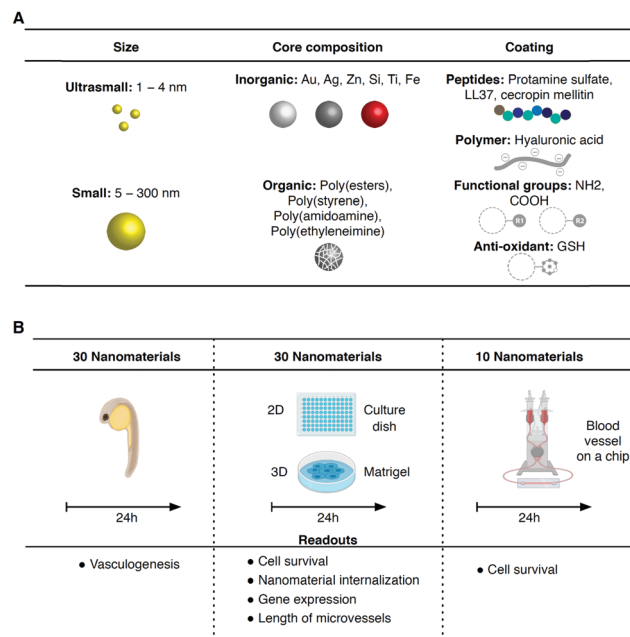 A
Size
Core composition
Coating
Ultrasmall: 1 – 4 nm
Inorganic: Au, Ag, Zn, Si, Ti, Fe
Peptides: Protamine sulfate,
LL37, cecropin mellitin
Polymer: Hyaluronic acid
Small: 5 – 300 nm
Organic: Poly(esters),
Poly(styrene),
Poly(amidoamine),
Poly(ethyleneimine)
Functional groups: NH2,
COOH
R1
R2
Anti-oxidant: GSH
B
30 Nanomaterials
30 Nanomaterials
10 Nanomaterials
2D
Culture
dish
3D
Matrigel
Blood
vessel
on a chip
24h
24h
24h
Readouts
● Vasculogenesis
● Cell survival
● Nanomaterial internalization
● Gene expression
● Length of microvessels
● Cell survival